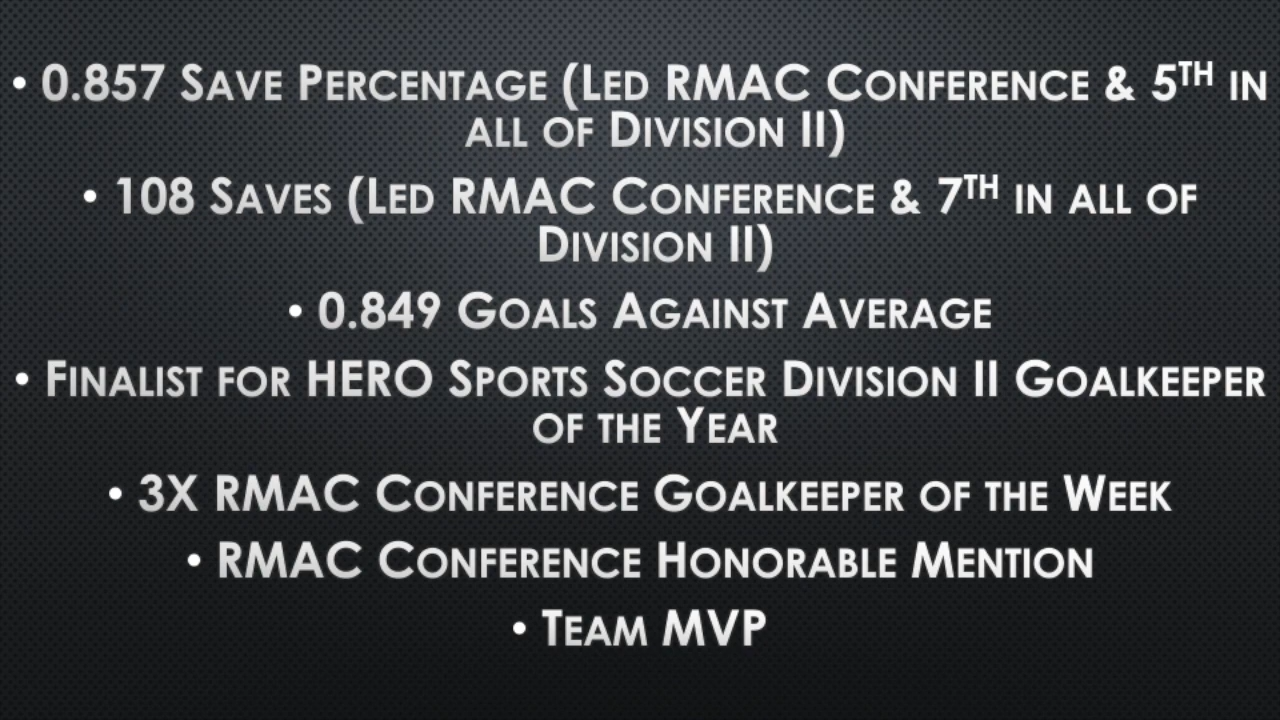 • 0.857 Save Percentage (Led RMAC Conference & 5th in
all of Division II)
• 108 Saves (Led RMAC Conference & 7th in all of
Division II)
• 0.849 Goals Against Average
• Finalist for HERO Sports Soccer Division II Goalkeeper
of the Year
• 3X RMAC Conference Goalkeeper of the Week
• RMAC Conference Honorable Mention
• Team MVP